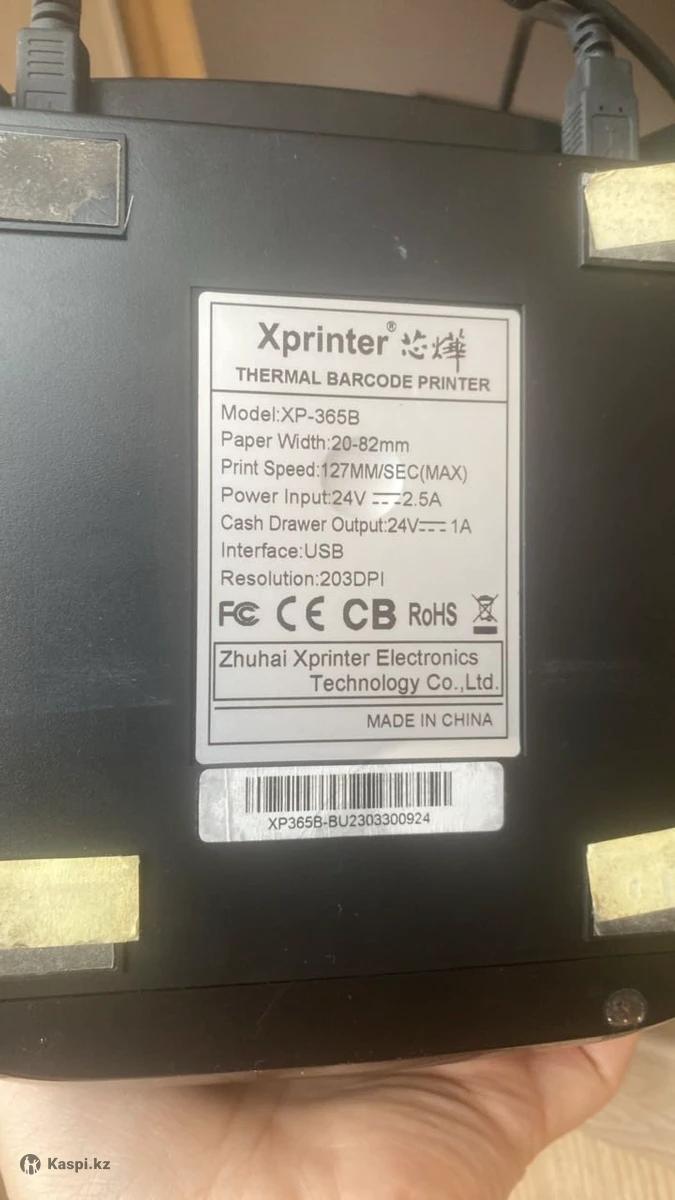 Xprinter® 芯烨
THERMAL BARCODE PRINTER
Model:XP-365B
Paper Width:20-82mm
Print Speed:127MM/SEC(MAX)
Power Input:24V ⎓ 2.5A
Cash Drawer Output:24V⎓ 1A
Interface:USB
Resolution:203DPI
FC CE CB RoHS
Zhuhai Xprinter Electronics
Technology Co.,Ltd.
MADE IN CHINA
XP365B-BU2303300924
Kaspi.kz